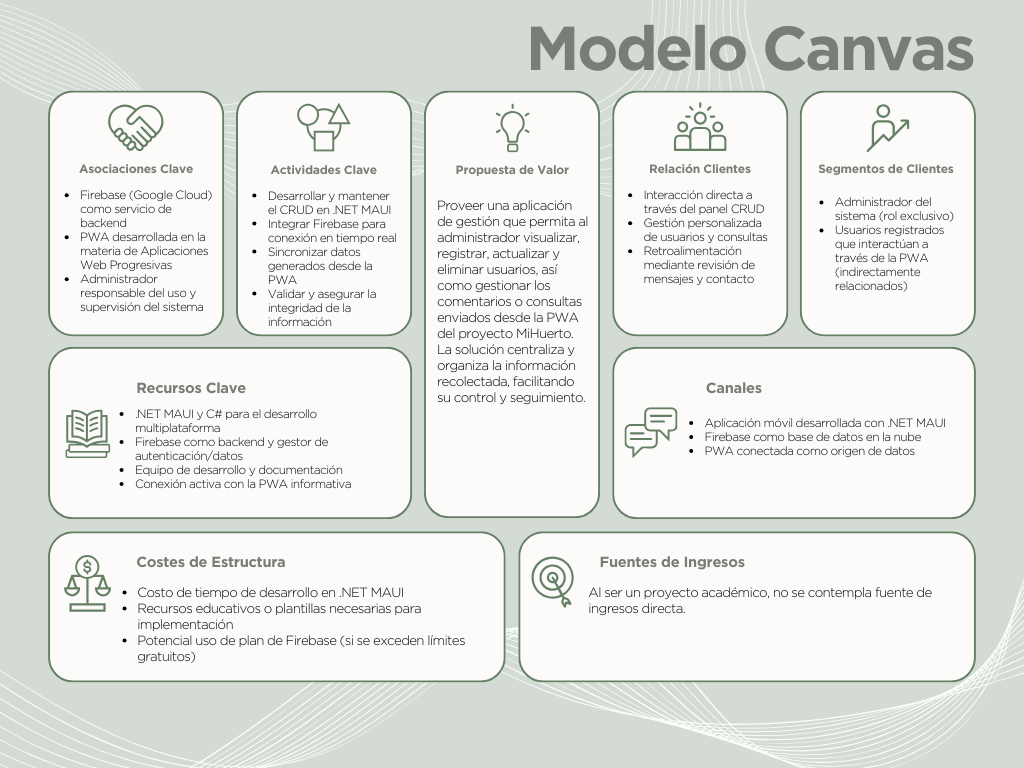 Modelo Canvas
Asociaciones Clave
• Firebase (Google Cloud)
como servicio de
backend
• PWA desarrollada en la
materia de Aplicaciones
Web Progresivas
• Administrador
responsable del uso y
supervisión del sistema
Actividades Clave
• Desarrollar y mantener
el CRUD en .NET MAUI
• Integrar Firebase para
conexión en tiempo real
• Sincronizar datos
generados desde la
PWA
• Validar y asegurar la
integridad de la
información
Propuesta de Valor
Proveer una aplicación
de gestión que permita al
administrador visualizar,
registrar, actualizar y
eliminar usuarios, así
como gestionar los
comentarios o consultas
enviados desde la PWA
del proyecto MiHuerto.
La solución centraliza y
organiza la información
recolectada, facilitando
su control y seguimiento.
Relación Clientes
• Interacción directa a
través del panel CRUD
• Gestión personalizada
de usuarios y consultas
• Retroalimentación
mediante revisión de
mensajes y contacto
Segmentos de Clientes
• Administrador del
sistema (rol exclusivo)
• Usuarios registrados
que interactúan a
través de la PWA
(indirectamente
relacionados)
Recursos Clave
• .NET MAUI y C# para el desarrollo
multiplataforma
• Firebase como backend y gestor de
autenticación/datos
• Equipo de desarrollo y documentación
• Conexión activa con la PWA informativa
Canales
• Aplicación móvil desarrollada con .NET MAUI
• Firebase como base de datos en la nube
• PWA conectada como origen de datos
$
Costes de Estructura
• Costo de tiempo de desarrollo en .NET MAUI
• Recursos educativos o plantillas necesarias para
implementación
• Potencial uso de plan de Firebase (si se exceden límites
gratuitos)
Fuentes de Ingresos
Al ser un proyecto académico, no se contempla fuente de
ingresos directa.